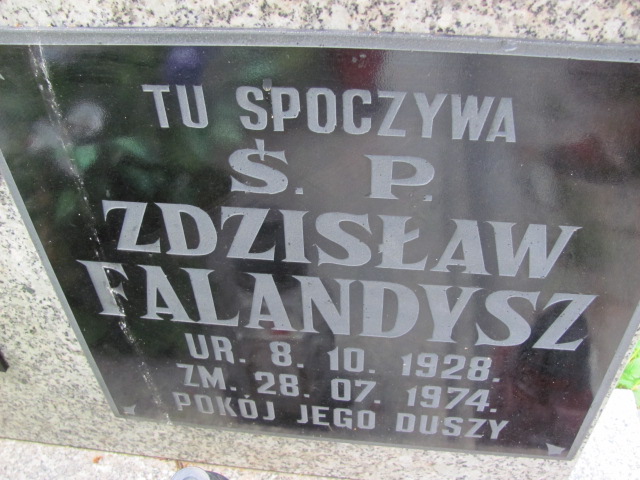 TU SPOCZYWA
Ś. P.
ZDZISŁAW
FALANDYSZ
UR. 8. 10. 1928.
ZM. 28. 07. 1974.
POKÓJ JEGO DUSZY